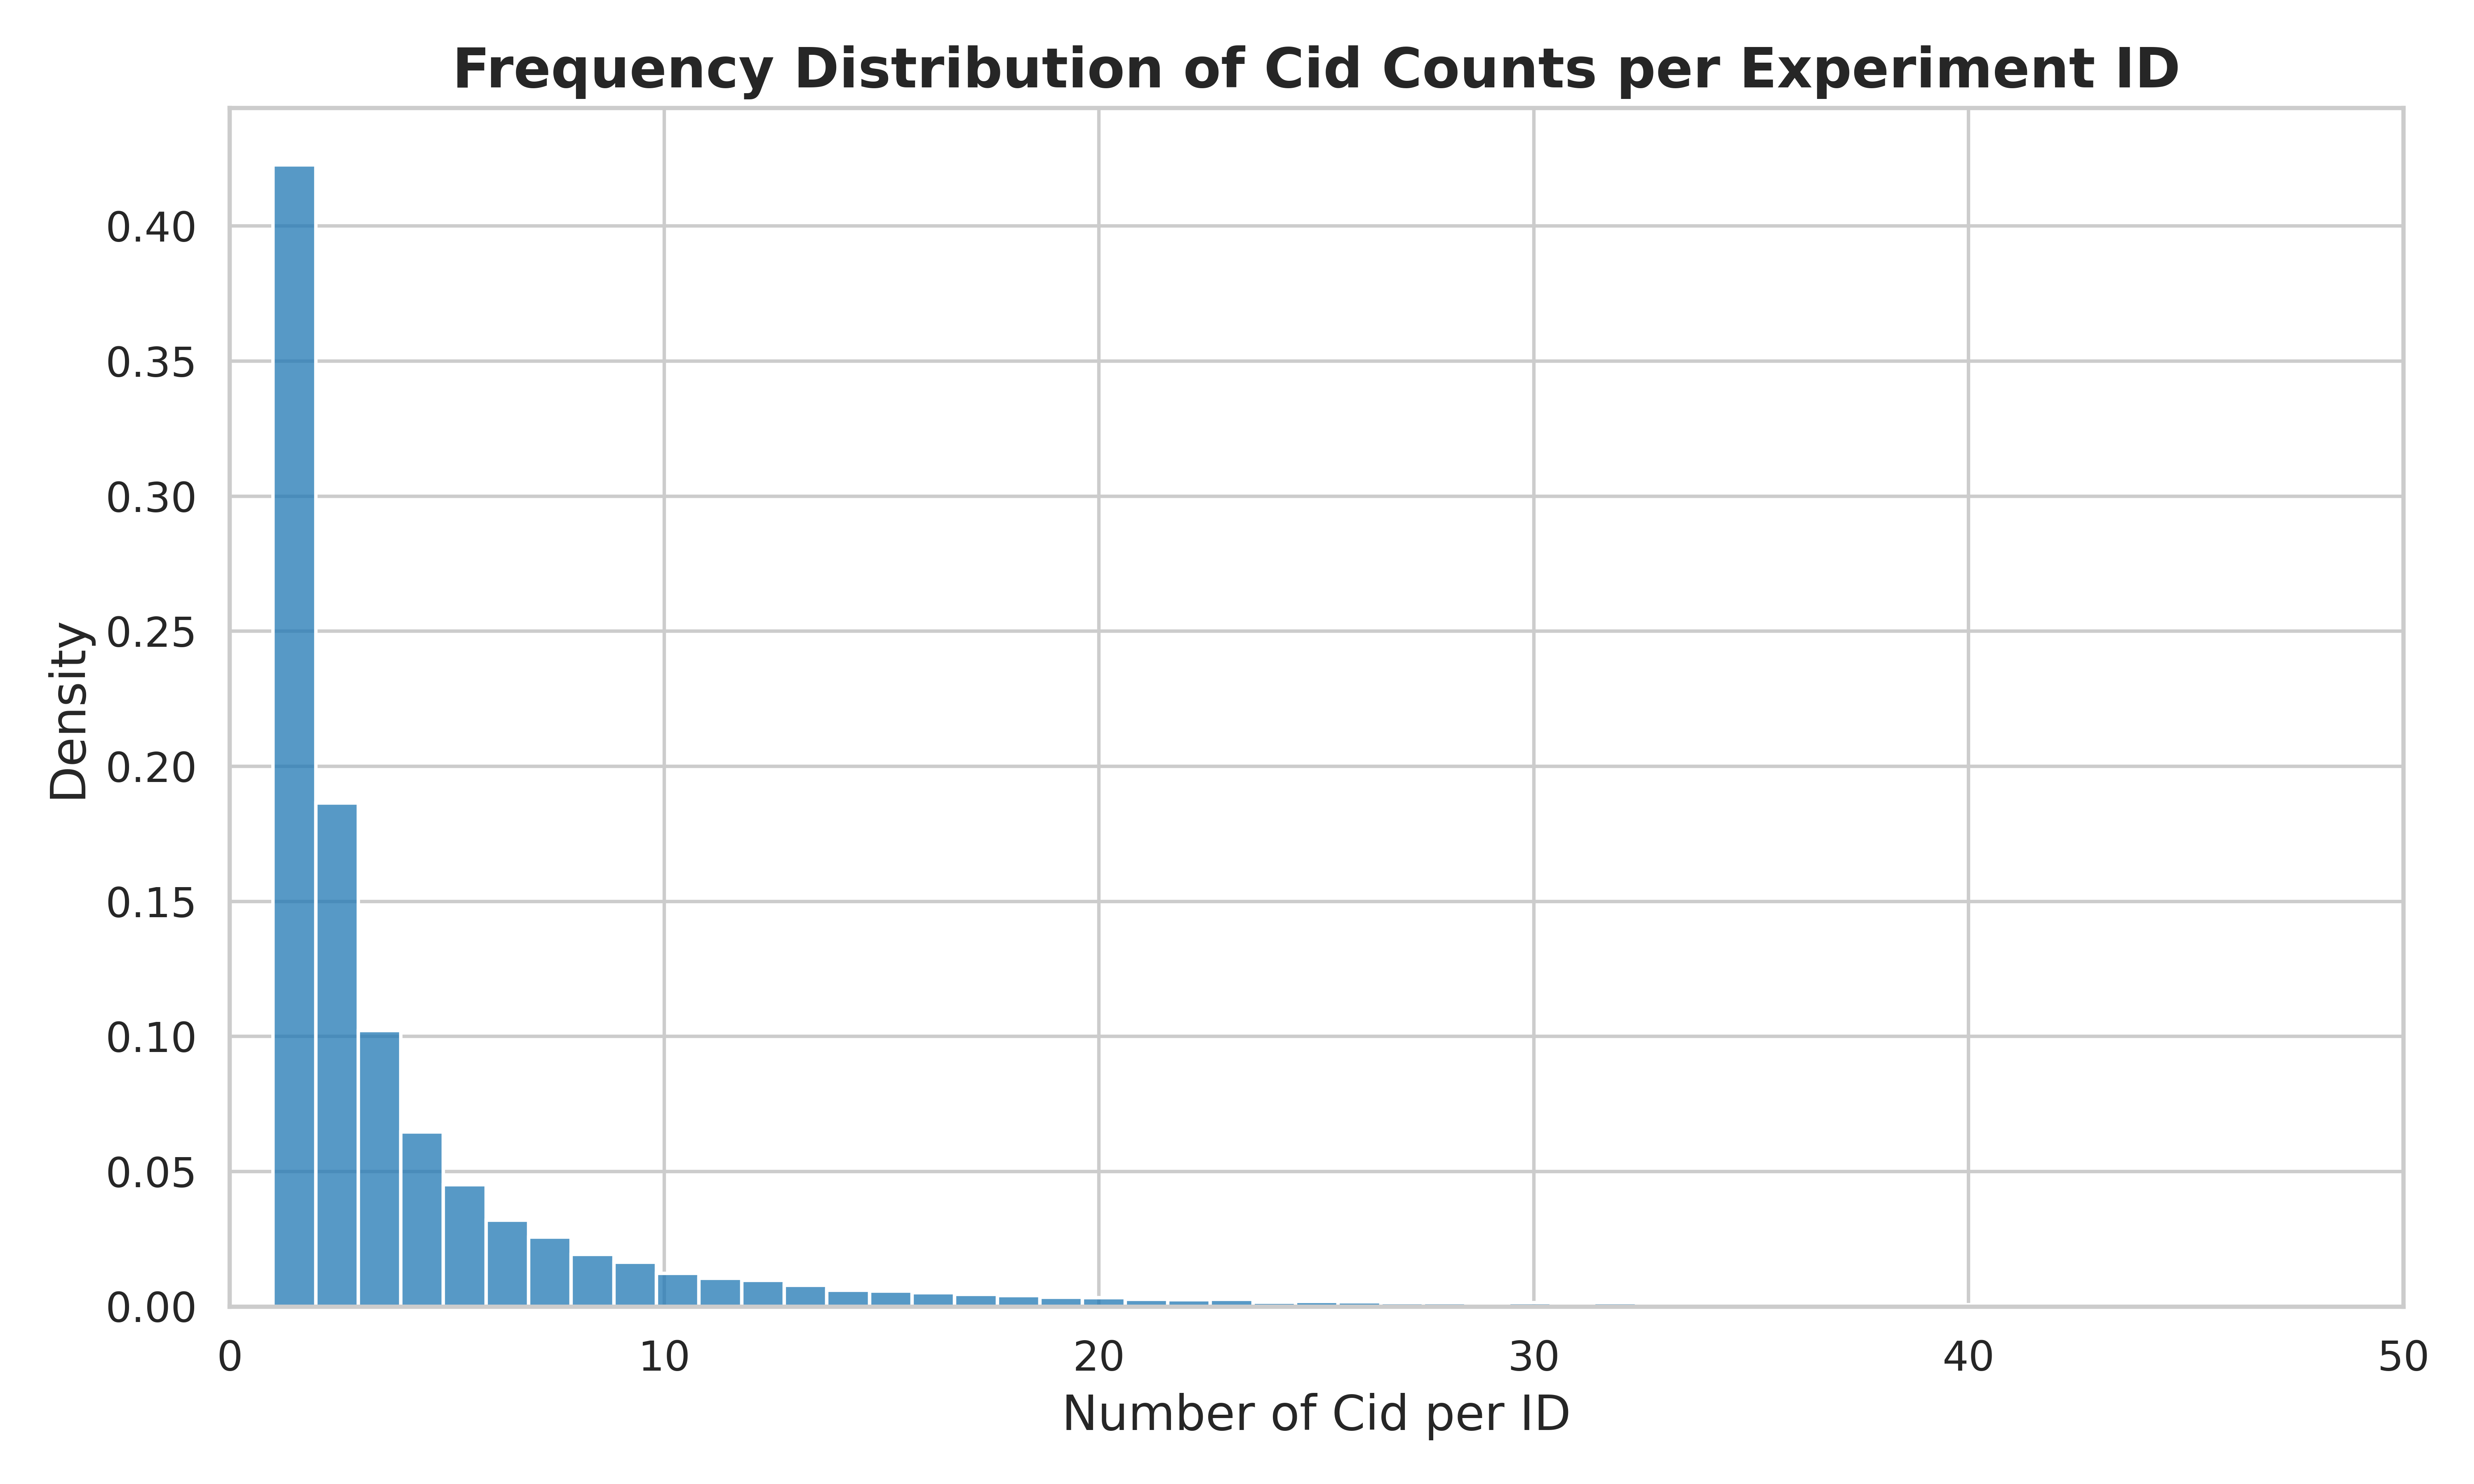 Frequency Distribution of Cid Counts per Experiment ID
Density
0.40
0.35
0.30
0.25
0.20
0.15
0.10
0.05
0.00
0 10 20 30 40 50
Number of Cid per ID